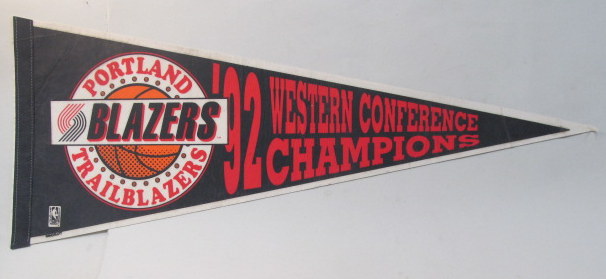 PORTLAND
BLAZERS
TRAILBLAZERS
'92 WESTERN CONFERENCE
CHAMPIONS